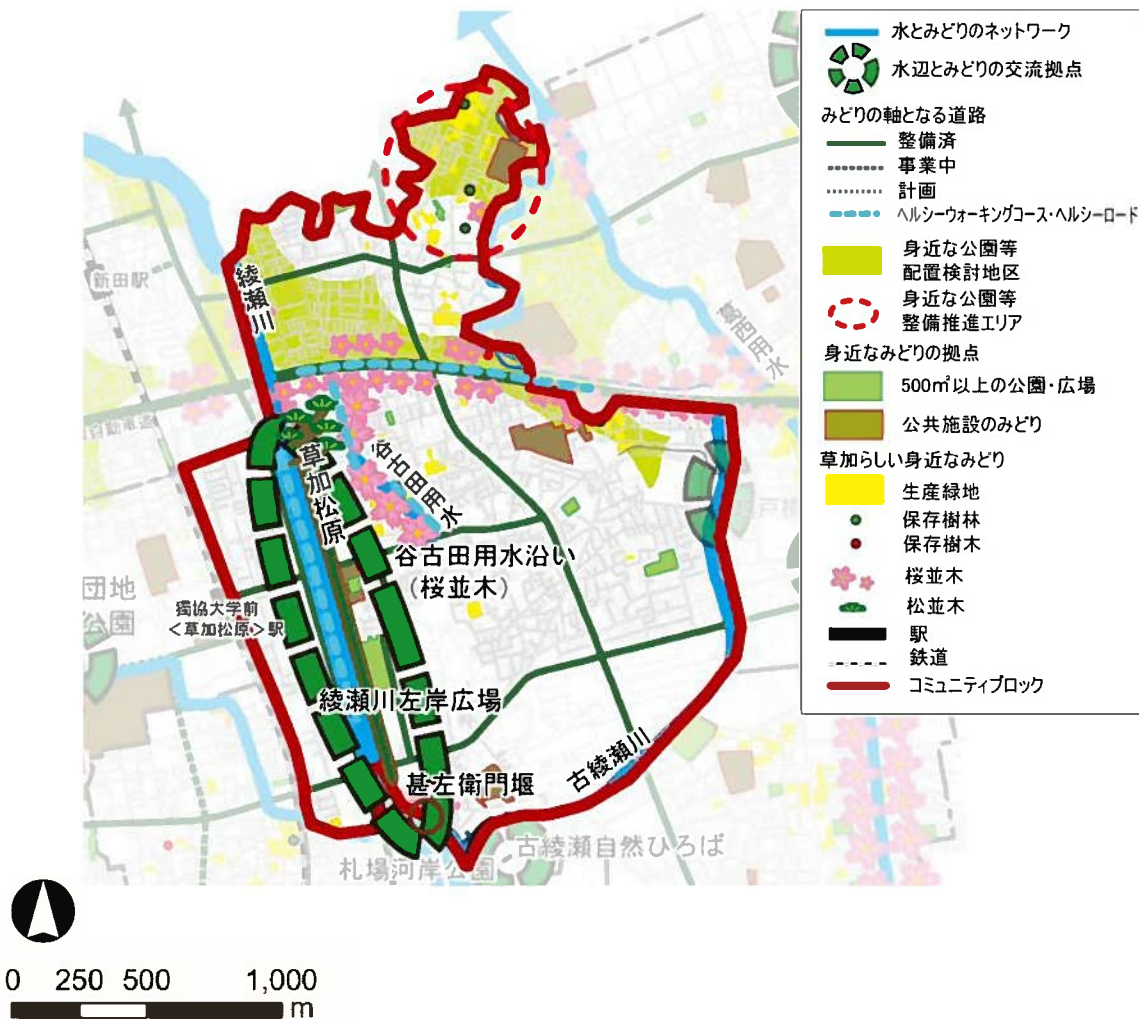 水とみどりのネットワーク
水辺とみどりの交流拠点
みどりの軸となる道路
整備済
事業中
計画
ヘルシーウォーキングコース・ヘルシーロード
身近な公園等
配置検討地区
身近な公園等
整備推進エリア
身近なみどりの拠点
500㎡以上の公園・広場
公共施設のみどり
草加らしい身近なみどり
生産緑地
保存樹林
保存樹木
桜並木
松並木
駅
鉄道
コミュニティブロック
新田駅
綾瀬川
葛西用水
草加松原
谷古田用水
谷古田用水沿い
(桜並木)
団地
公園
獨協大学前
<草加松原>駅
綾瀬川左岸広場
古綾瀬川
甚左衛門堰
古綾瀬自然ひろば
札場河岸公園
0 250 500 1,000
m